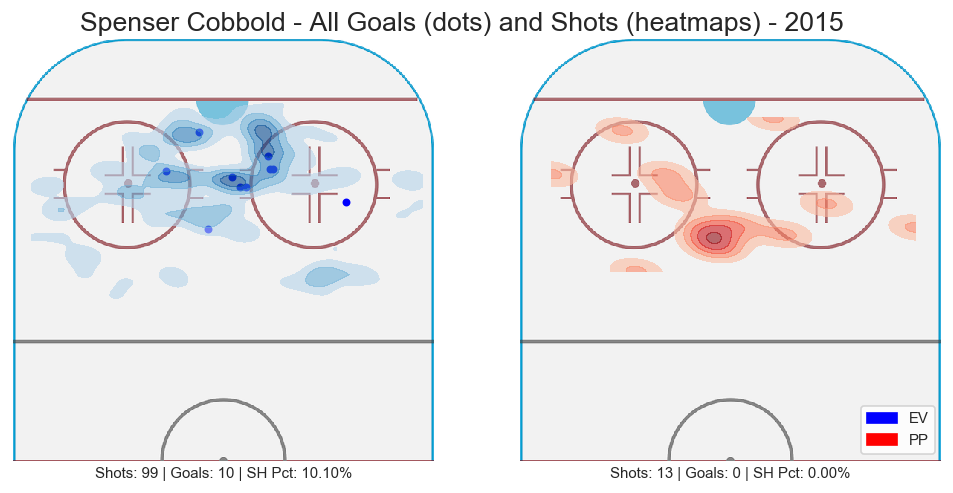 Spenser Cobbold - All Goals (dots) and Shots (heatmaps) - 2015
EV
PP
Shots: 99 | Goals: 10 | SH Pct: 10.10%
Shots: 13 | Goals: 0 | SH Pct: 0.00%